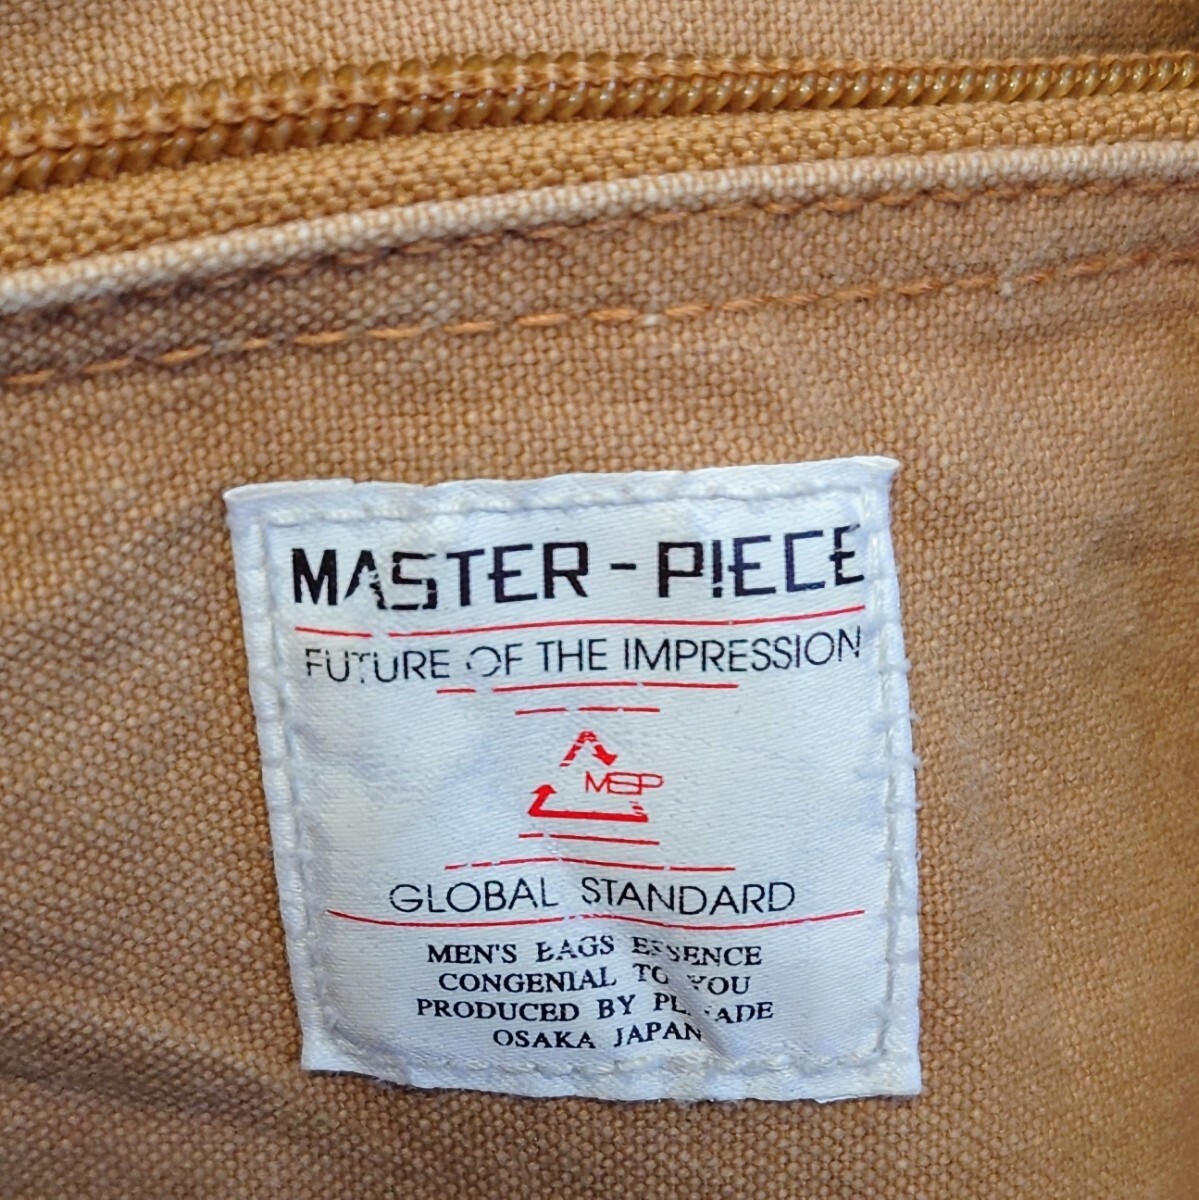 MASTER-PIECE
FUTURE OF THE IMPRESSION
MSP
GLOBAL STANDARD
MEN'S BAGS ESSENCE
CONGENIAL TO YOU
PRODUCED BY
OSAKA JAPAN